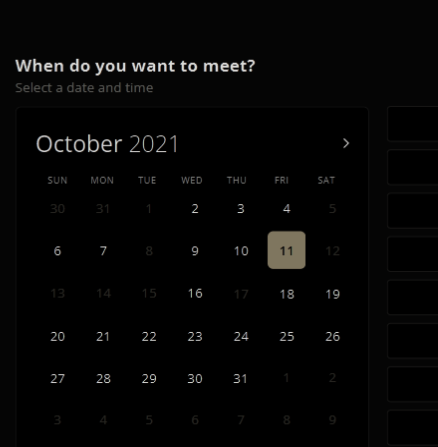 When do you want to meet?
Select a date and time
October 2021
SUN MON TUE WED THU FRI SAT
30 31 1 2 3 4 5
6 7 8 9 10 11 12
13 14 15 16 17 18 19
20 21 22 23 24 25 26
27 28 29 30 31 1 2
3 4 5 6 7 8 9